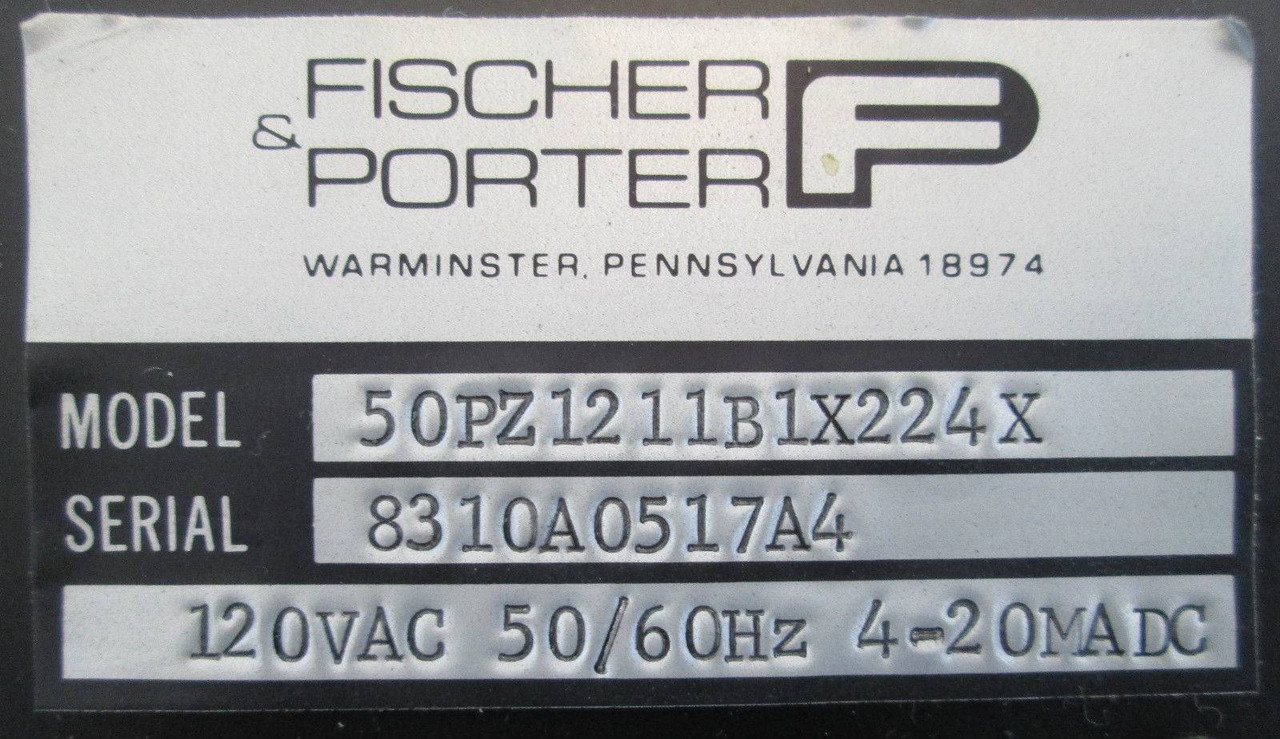 FISCHER
& PORTER
WARMINSTER, PENNSYLVANIA 18974
MODEL 50PZ1211B1X224X
SERIAL 8310A0517A4
120VAC 50/60Hz 4-20MADC